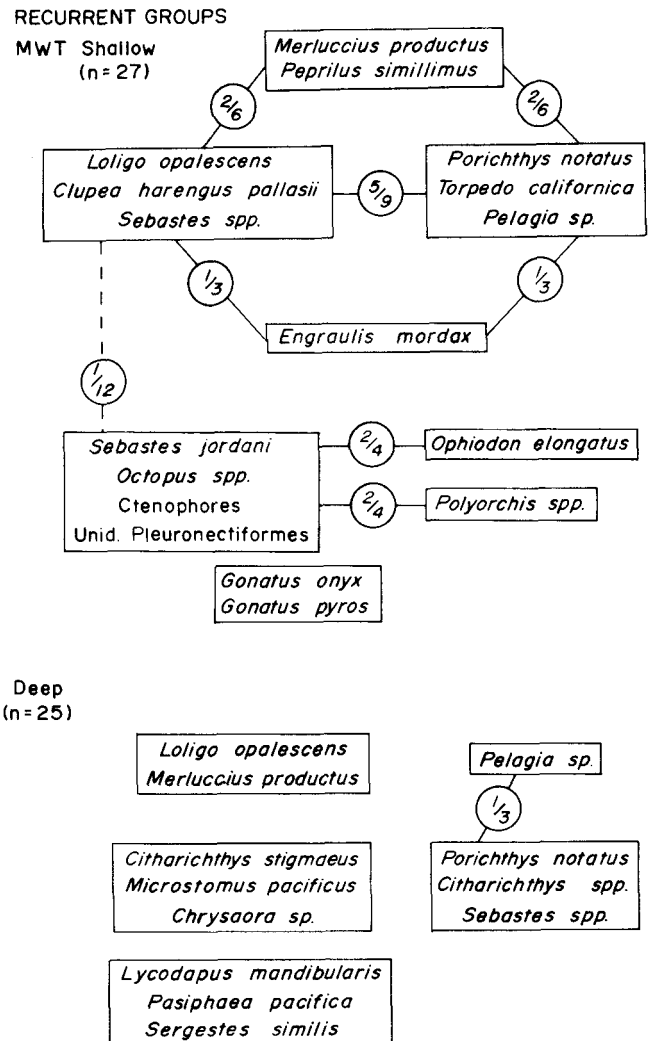 RECURRENT GROUPS
MWT Shallow
(n=27)
Merluccius productus
Peprilus simillimus
2/6
2/6
Loligo opalescens
Clupea harengus pallasii
Sebastes spp.
5/9
Porichthys notatus
Torpedo californica
Pelagia sp.
1/3
1/3
Engraulis mordax
1/12
Sebastes jordani
Octopus spp.
Ctenophores
Unid. Pleuronectiformes
2/4
Ophiodon elongatus
2/4
Polyorchis spp.
Gonatus onyx
Gonatus pyros
Deep
(n=25)
Loligo opalescens
Merluccius productus
Pelagia sp.
1/3
Citharichthys stigmaeus
Microstomus pacificus
Chrysaora sp.
Porichthys notatus
Citharichthys spp.
Sebastes spp.
Lycodapus mandibularis
Pasiphaea pacifica
Sergestes similis